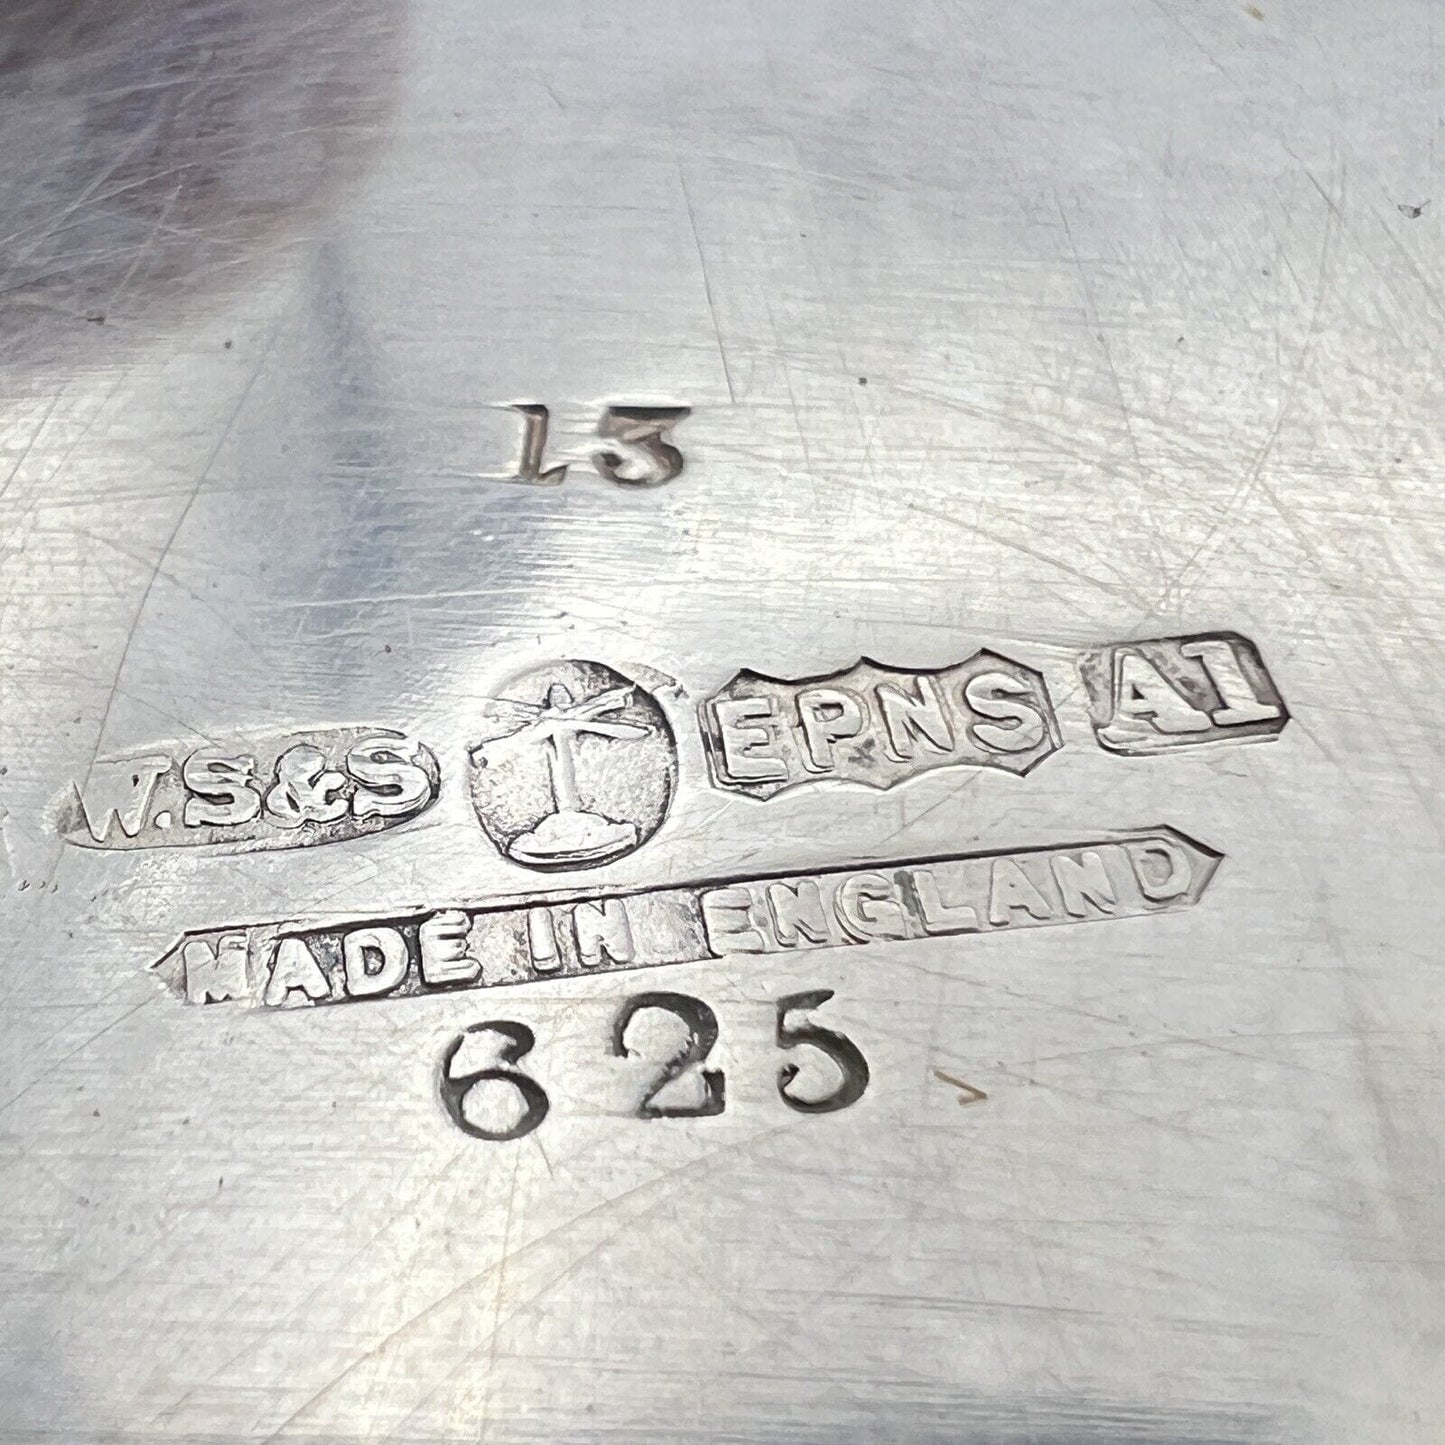 13
W.S&S EPNS A1
MADE IN ENGLAND
625